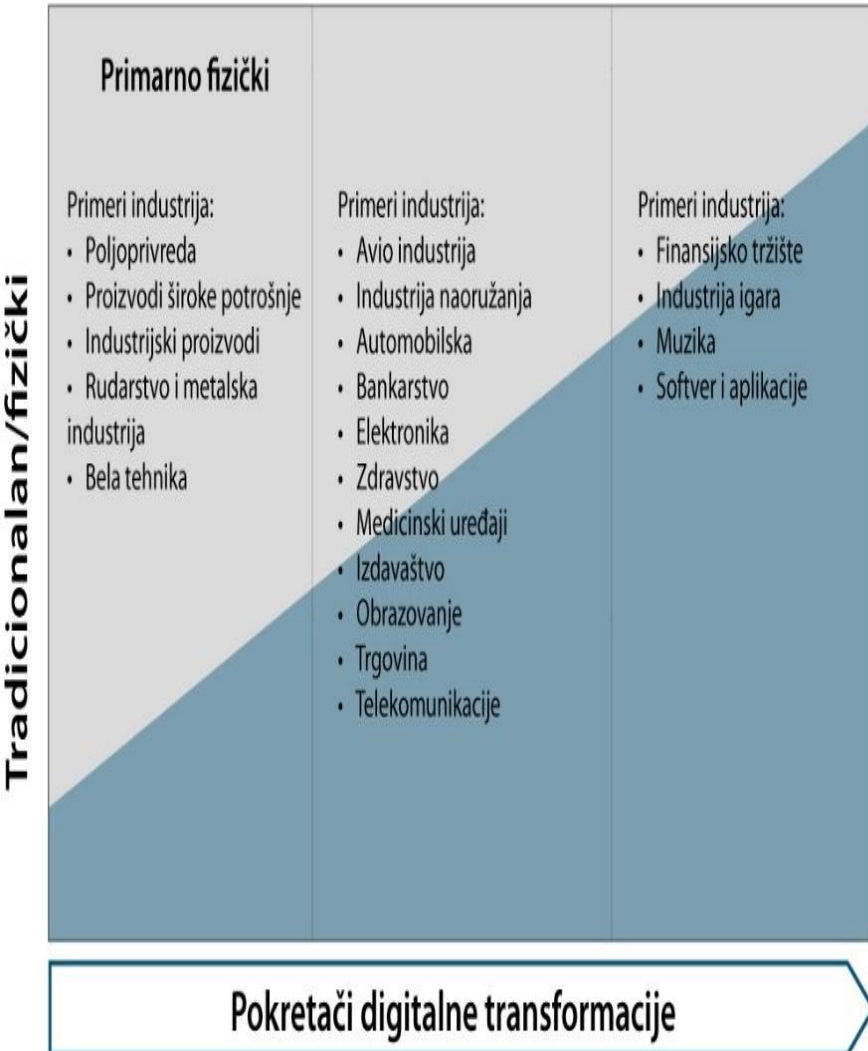 Tradicionalan/fizički
Primarno fizički
Primeri industrija:
• Poljoprivreda
• Proizvodi široke potrošnje
• Industrijski proizvodi
• Rudarstvo i metalska
industrija
• Bela tehnika
Primeri industrija:
• Avio industrija
• Industrija naoružanja
• Automobilska
• Bankarstvo
• Elektronika
• Zdravstvo
• Medicinski uređaji
• Izdavaštvo
• Obrazovanje
• Trgovina
• Telekomunikacije
Primeri industrija:
• Finansijsko tržište
• Industrija igara
• Muzika
• Softver i aplikacije
Pokretači digitalne transformacije